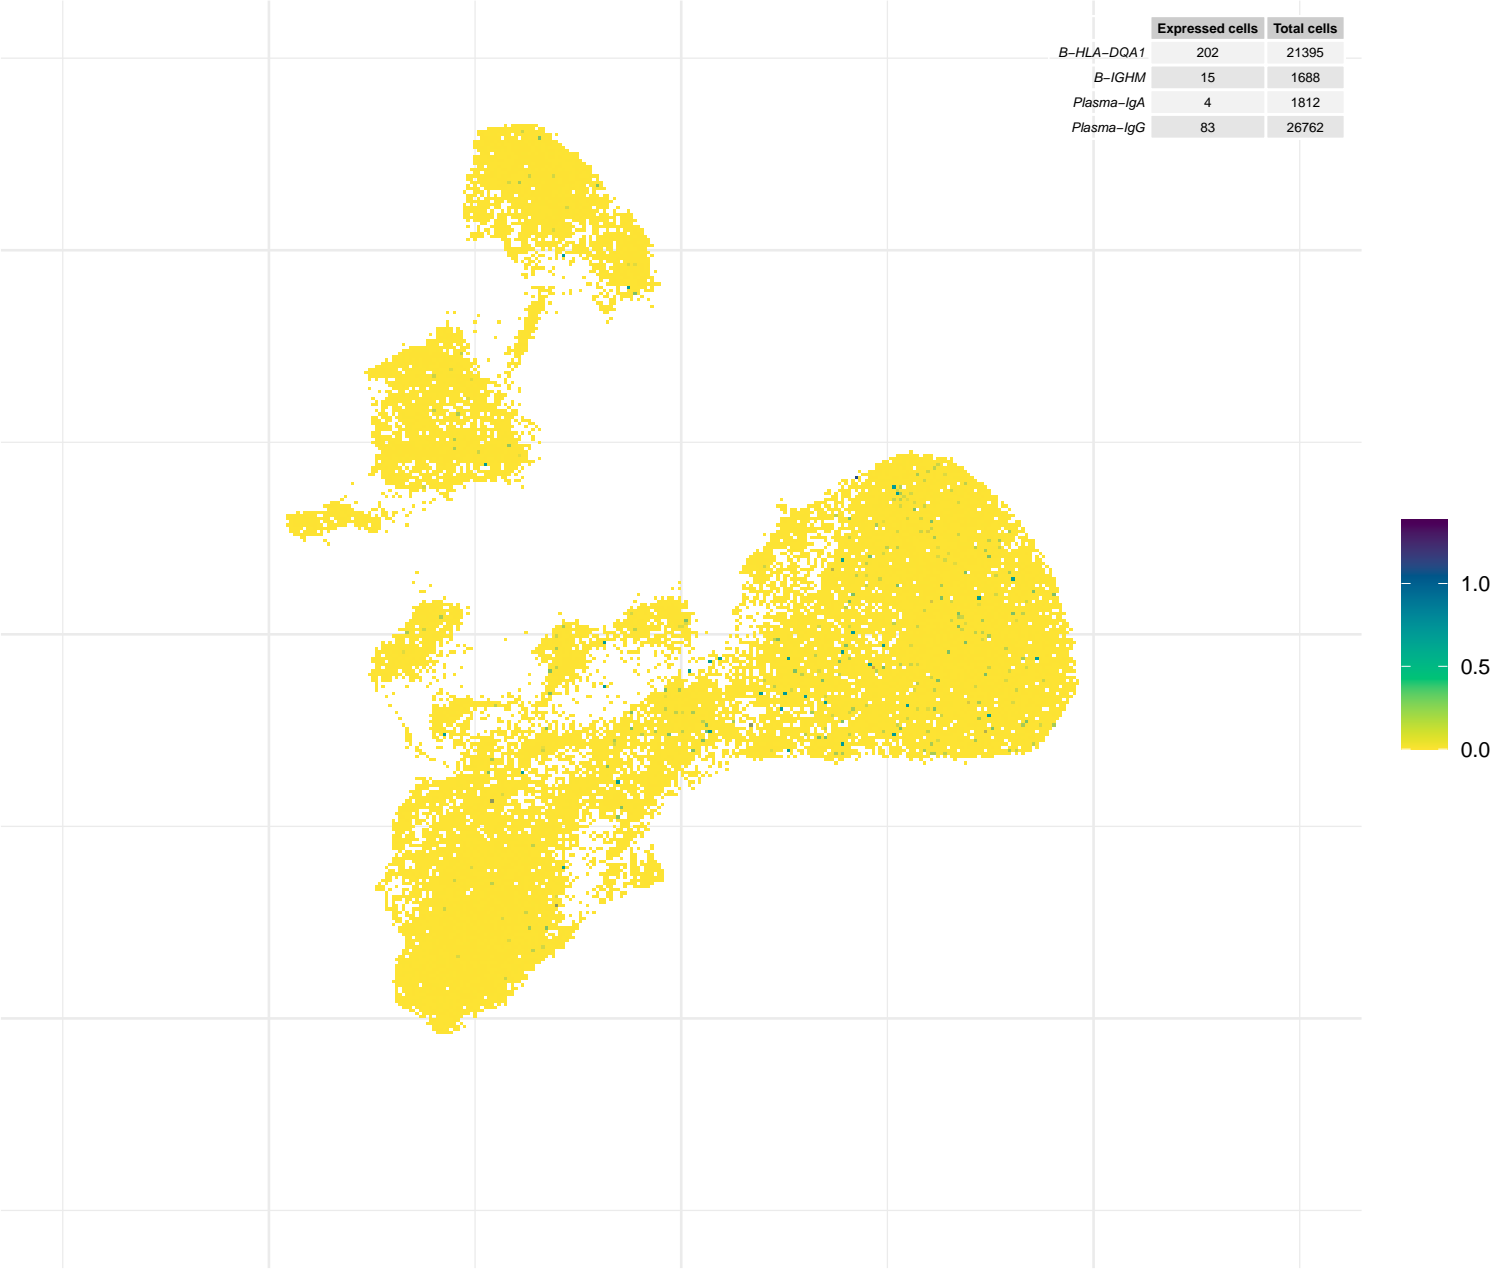 Expressed cells Total cells
B−HLA−DQA1 202 21395
B−IGHM 15 1688
Plasma−IgA 4 1812
Plasma−IgG 83 26762
1.0
0.5
0.0